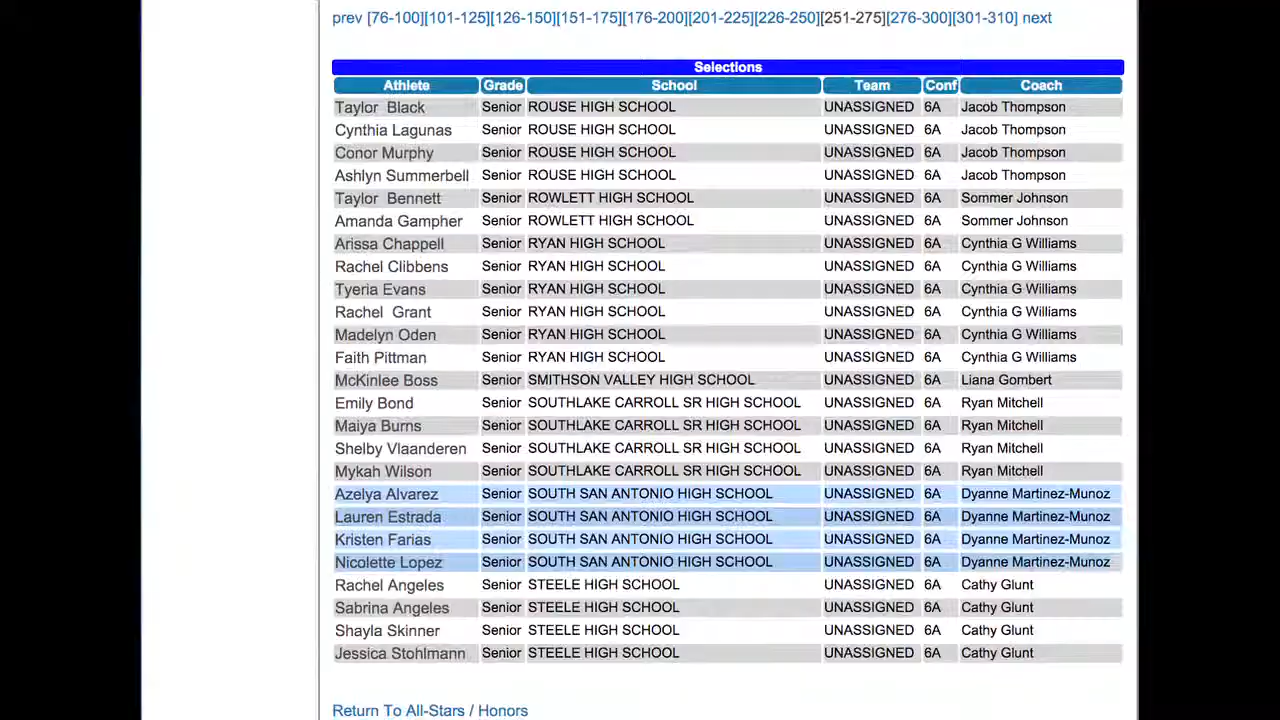 prev [76-100][101-125][126-150][151-175][176-200][201-225][226-250][251-275][276-300][301-310] next
Selections
Athlete Grade School Team Conf Coach
Taylor Black Senior ROUSE HIGH SCHOOL UNASSIGNED 6A Jacob Thompson
Cynthia Lagunas Senior ROUSE HIGH SCHOOL UNASSIGNED 6A Jacob Thompson
Conor Murphy Senior ROUSE HIGH SCHOOL UNASSIGNED 6A Jacob Thompson
Ashlyn Summerbell Senior ROUSE HIGH SCHOOL UNASSIGNED 6A Jacob Thompson
Taylor Bennett Senior ROWLETT HIGH SCHOOL UNASSIGNED 6A Sommer Johnson
Amanda Gampher Senior ROWLETT HIGH SCHOOL UNASSIGNED 6A Sommer Johnson
Arissa Chappell Senior RYAN HIGH SCHOOL UNASSIGNED 6A Cynthia G Williams
Rachel Clibbens Senior RYAN HIGH SCHOOL UNASSIGNED 6A Cynthia G Williams
Tyeria Evans Senior RYAN HIGH SCHOOL UNASSIGNED 6A Cynthia G Williams
Rachel Grant Senior RYAN HIGH SCHOOL UNASSIGNED 6A Cynthia G Williams
Madelyn Oden Senior RYAN HIGH SCHOOL UNASSIGNED 6A Cynthia G Williams
Faith Pittman Senior RYAN HIGH SCHOOL UNASSIGNED 6A Cynthia G Williams
McKinlee Boss Senior SMITHSON VALLEY HIGH SCHOOL UNASSIGNED 6A Liana Gombert
Emily Bond Senior SOUTHLAKE CARROLL SR HIGH SCHOOL UNASSIGNED 6A Ryan Mitchell
Maiya Burns Senior SOUTHLAKE CARROLL SR HIGH SCHOOL UNASSIGNED 6A Ryan Mitchell
Shelby Vlaanderen Senior SOUTHLAKE CARROLL SR HIGH SCHOOL UNASSIGNED 6A Ryan Mitchell
Mykah Wilson Senior SOUTHLAKE CARROLL SR HIGH SCHOOL UNASSIGNED 6A Ryan Mitchell
Azelya Alvarez Senior SOUTH SAN ANTONIO HIGH SCHOOL UNASSIGNED 6A Dyanne Martinez-Munoz
Lauren Estrada Senior SOUTH SAN ANTONIO HIGH SCHOOL UNASSIGNED 6A Dyanne Martinez-Munoz
Kristen Farias Senior SOUTH SAN ANTONIO HIGH SCHOOL UNASSIGNED 6A Dyanne Martinez-Munoz
Nicolette Lopez Senior SOUTH SAN ANTONIO HIGH SCHOOL UNASSIGNED 6A Dyanne Martinez-Munoz
Rachel Angeles Senior STEELE HIGH SCHOOL UNASSIGNED 6A Cathy Glunt
Sabrina Angeles Senior STEELE HIGH SCHOOL UNASSIGNED 6A Cathy Glunt
Shayla Skinner Senior STEELE HIGH SCHOOL UNASSIGNED 6A Cathy Glunt
Jessica Stohlmann Senior STEELE HIGH SCHOOL UNASSIGNED 6A Cathy Glunt
Return To All-Stars / Honors